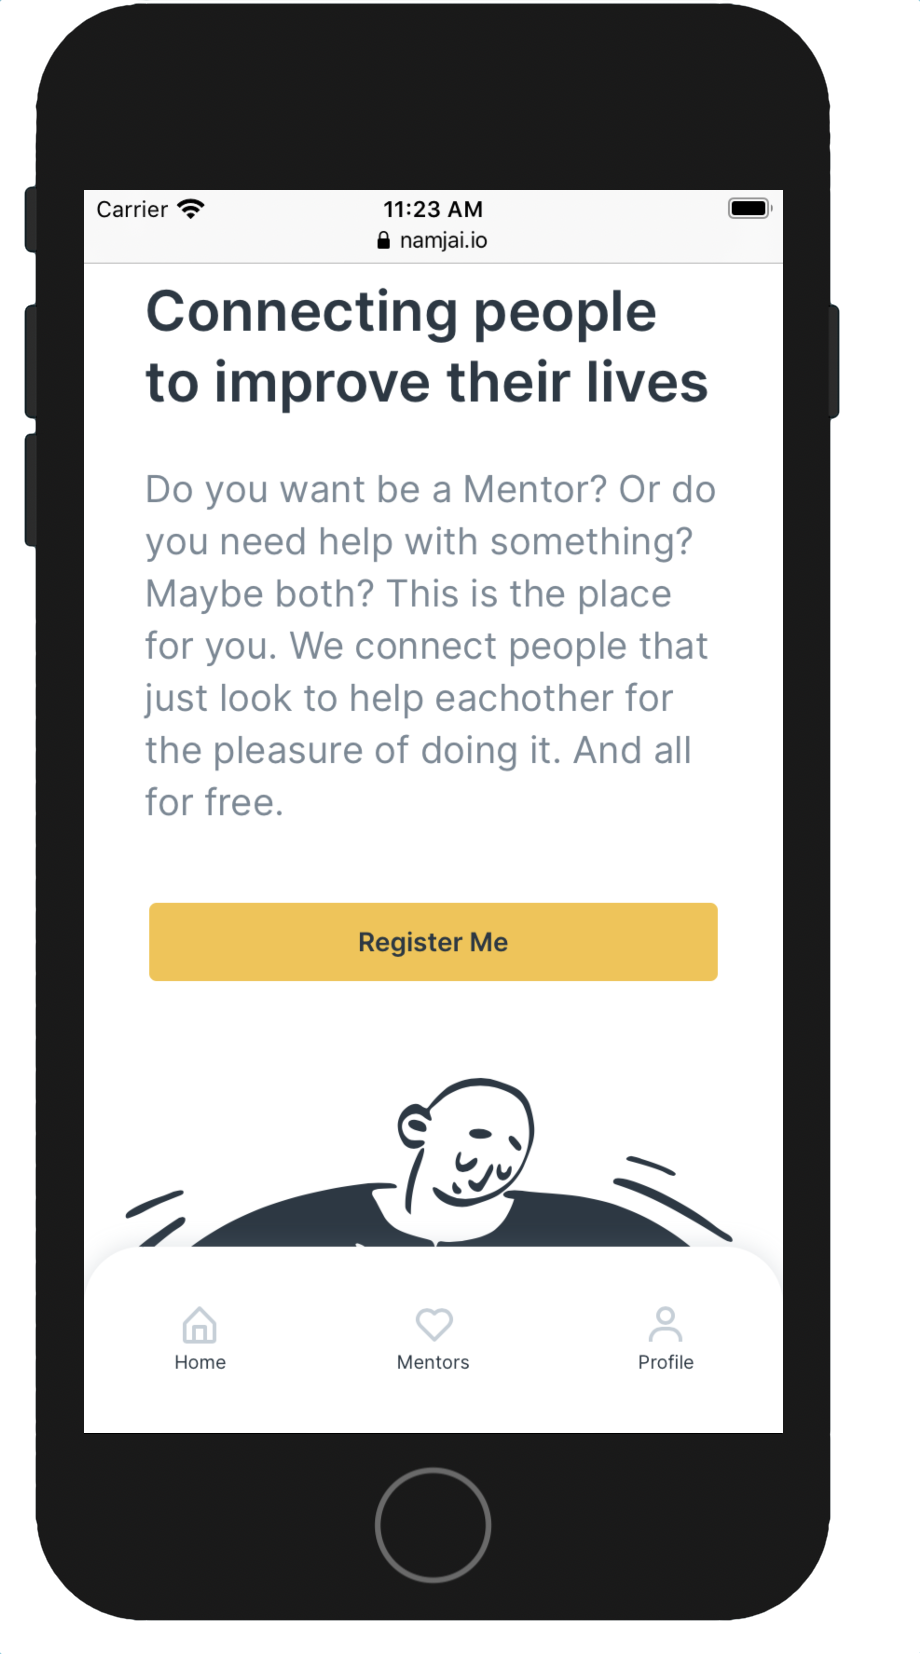 Carrier 11:23 AM
namjai.io
Connecting people
to improve their lives
Do you want be a Mentor? Or do
you need help with something?
Maybe both? This is the place
for you. We connect people that
just look to help eachother for
the pleasure of doing it. And all
for free.
Register Me
Home Mentors Profile